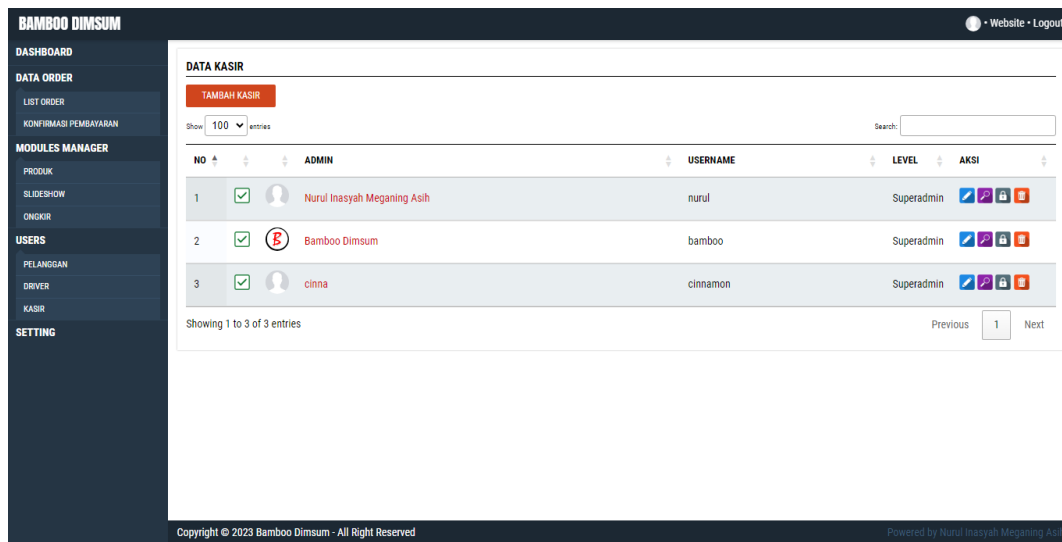 BAMBOO DIMSUM
• Website • Logout
DASHBOARD
DATA ORDER
LIST ORDER
KONFIRMASI PEMBAYARAN
MODULES MANAGER
PRODUK
SLIDESHOW
ONGKIR
USERS
PELANGGAN
DRIVER
KASIR
SETTING
DATA KASIR
TAMBAH KASIR
Show 100 entries
Search:
NO ADMIN USERNAME LEVEL AKSI
1 Nurul Inasyah Meganing Asih nurul Superadmin
2 B Bamboo Dimsum bamboo Superadmin
3 cinna cinnamon Superadmin
Showing 1 to 3 of 3 entries
Previous 1 Next
Copyright © 2023 Bamboo Dimsum - All Right Reserved
Powered by Nurul Inasyah Meganing Asih